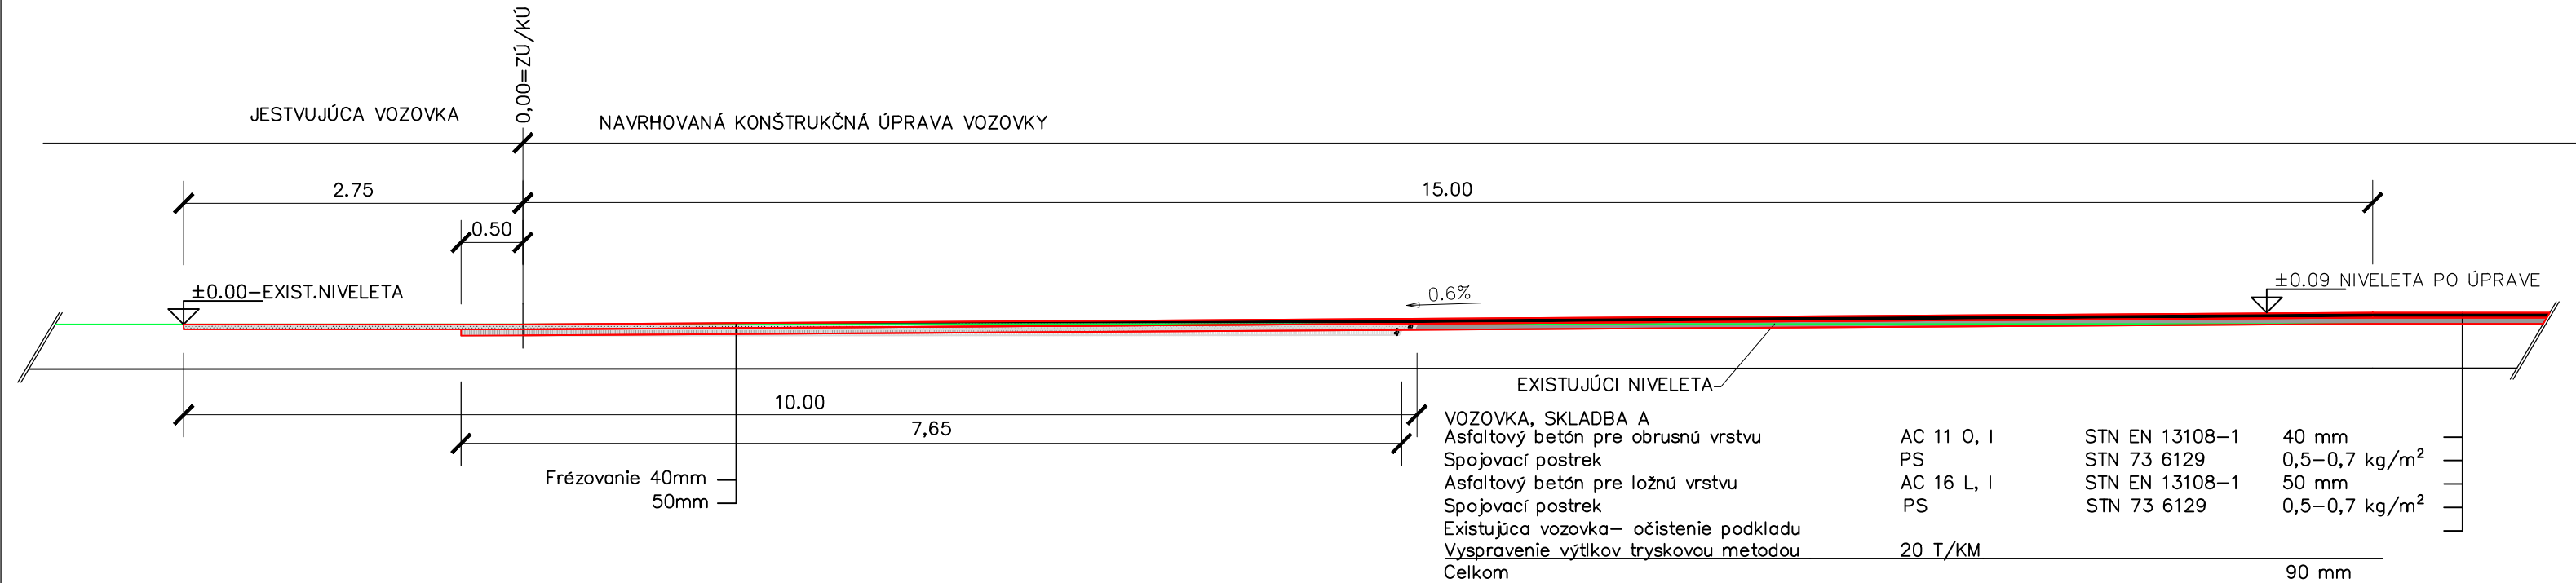 0,00=ZÚ/KÚ
JESTVUJÚCA VOZOVKA
NAVRHOVANÁ KONŠTRUKČNÁ ÚPRAVA VOZOVKY
2.75
15.00
0.50
±0.00-EXIST.NIVELETA
0.6%
±0.09 NIVELETA PO ÚPRAVE
EXISTUJÚCI NIVELETA
10.00
7,65
Frézovanie 40mm
50mm
VOZOVKA, SKLADBA A
Asfaltový betón pre obrusnú vrstvu AC 11 O, I STN EN 13108-1 40 mm
Spojovací postrek PS STN 73 6129 0,5-0,7 kg/m²
Asfaltový betón pre ložnú vrstvu AC 16 L, I STN EN 13108-1 50 mm
Spojovací postrek PS STN 73 6129 0,5-0,7 kg/m²
Existujúca vozovka- očistenie podkladu
Vyspravenie výtlkov tryskovou metodou 20 T/KM
Celkom 90 mm